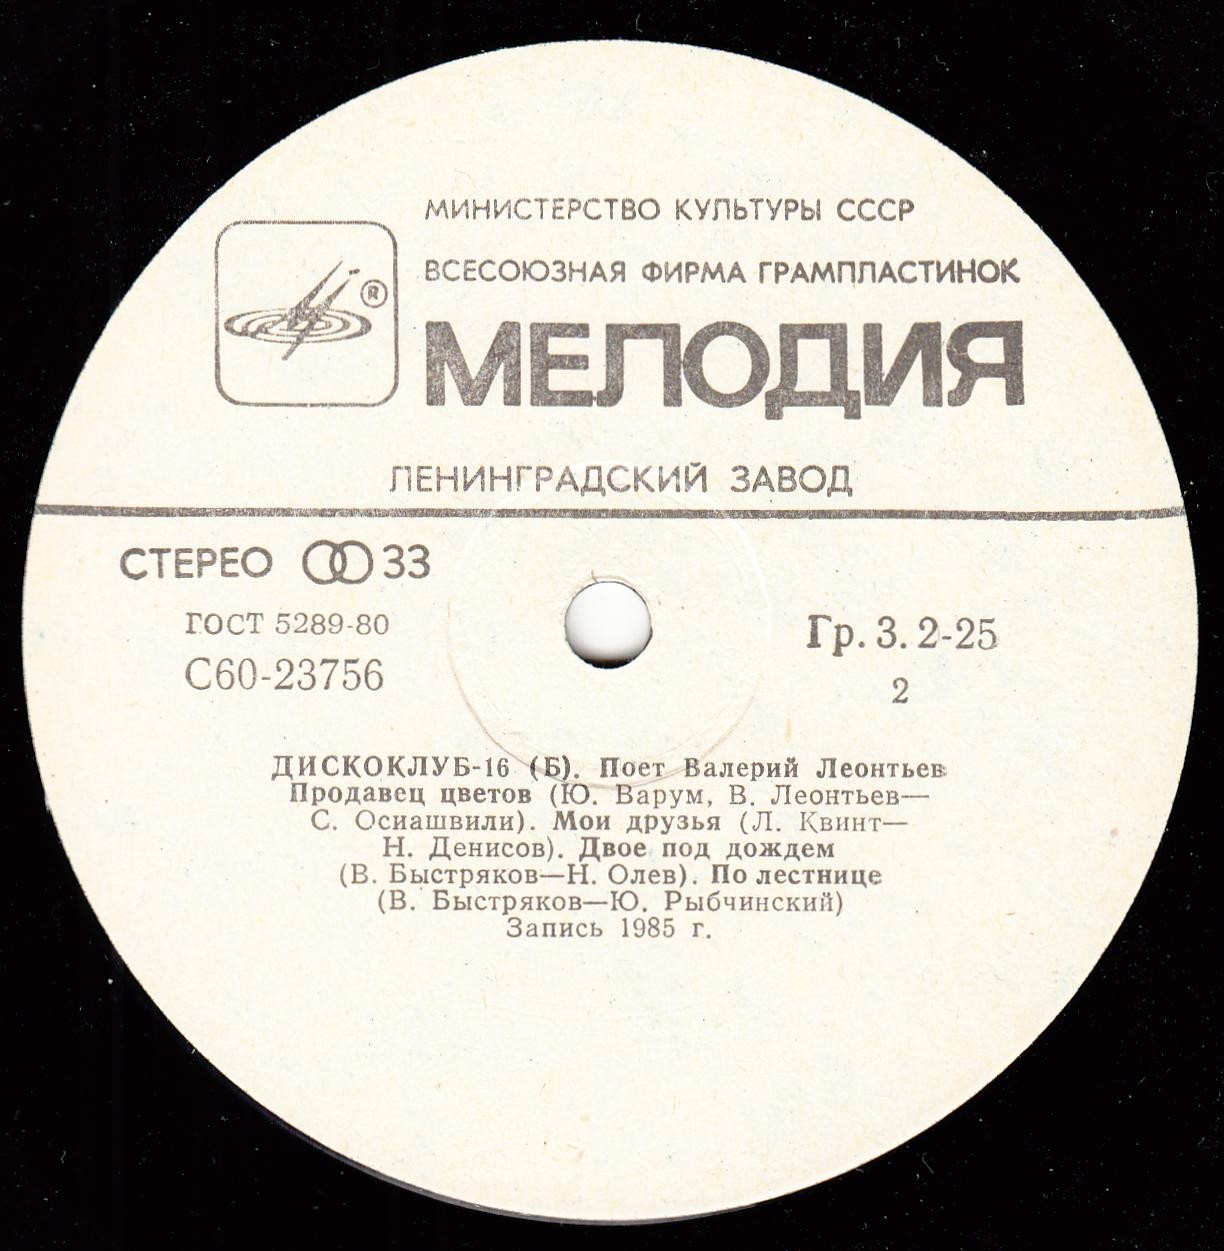 МИНИСТЕРСТВО КУЛЬТУРЫ СССР
ВСЕСОЮЗНАЯ ФИРМА ГРАМПЛАСТИНОК
®
МЕЛОДИЯ
ЛЕНИНГРАДСКИЙ ЗАВОД
СТЕРЕО 33
ГОСТ 5289-80
С60-23756
Гр. 3. 2-25
2
ДИСКОКЛУБ-16 (Б). Поет Валерий Леонтьев
Продавец цветов (Ю. Варум, В. Леонтьев—
С. Осиашвили). Мои друзья (Л. Квинт—
Н. Денисов). Двое под дождем
(В. Быстряков—Н. Олев). По лестнице
(В. Быстряков—Ю. Рыбчинский)
Запись 1985 г.